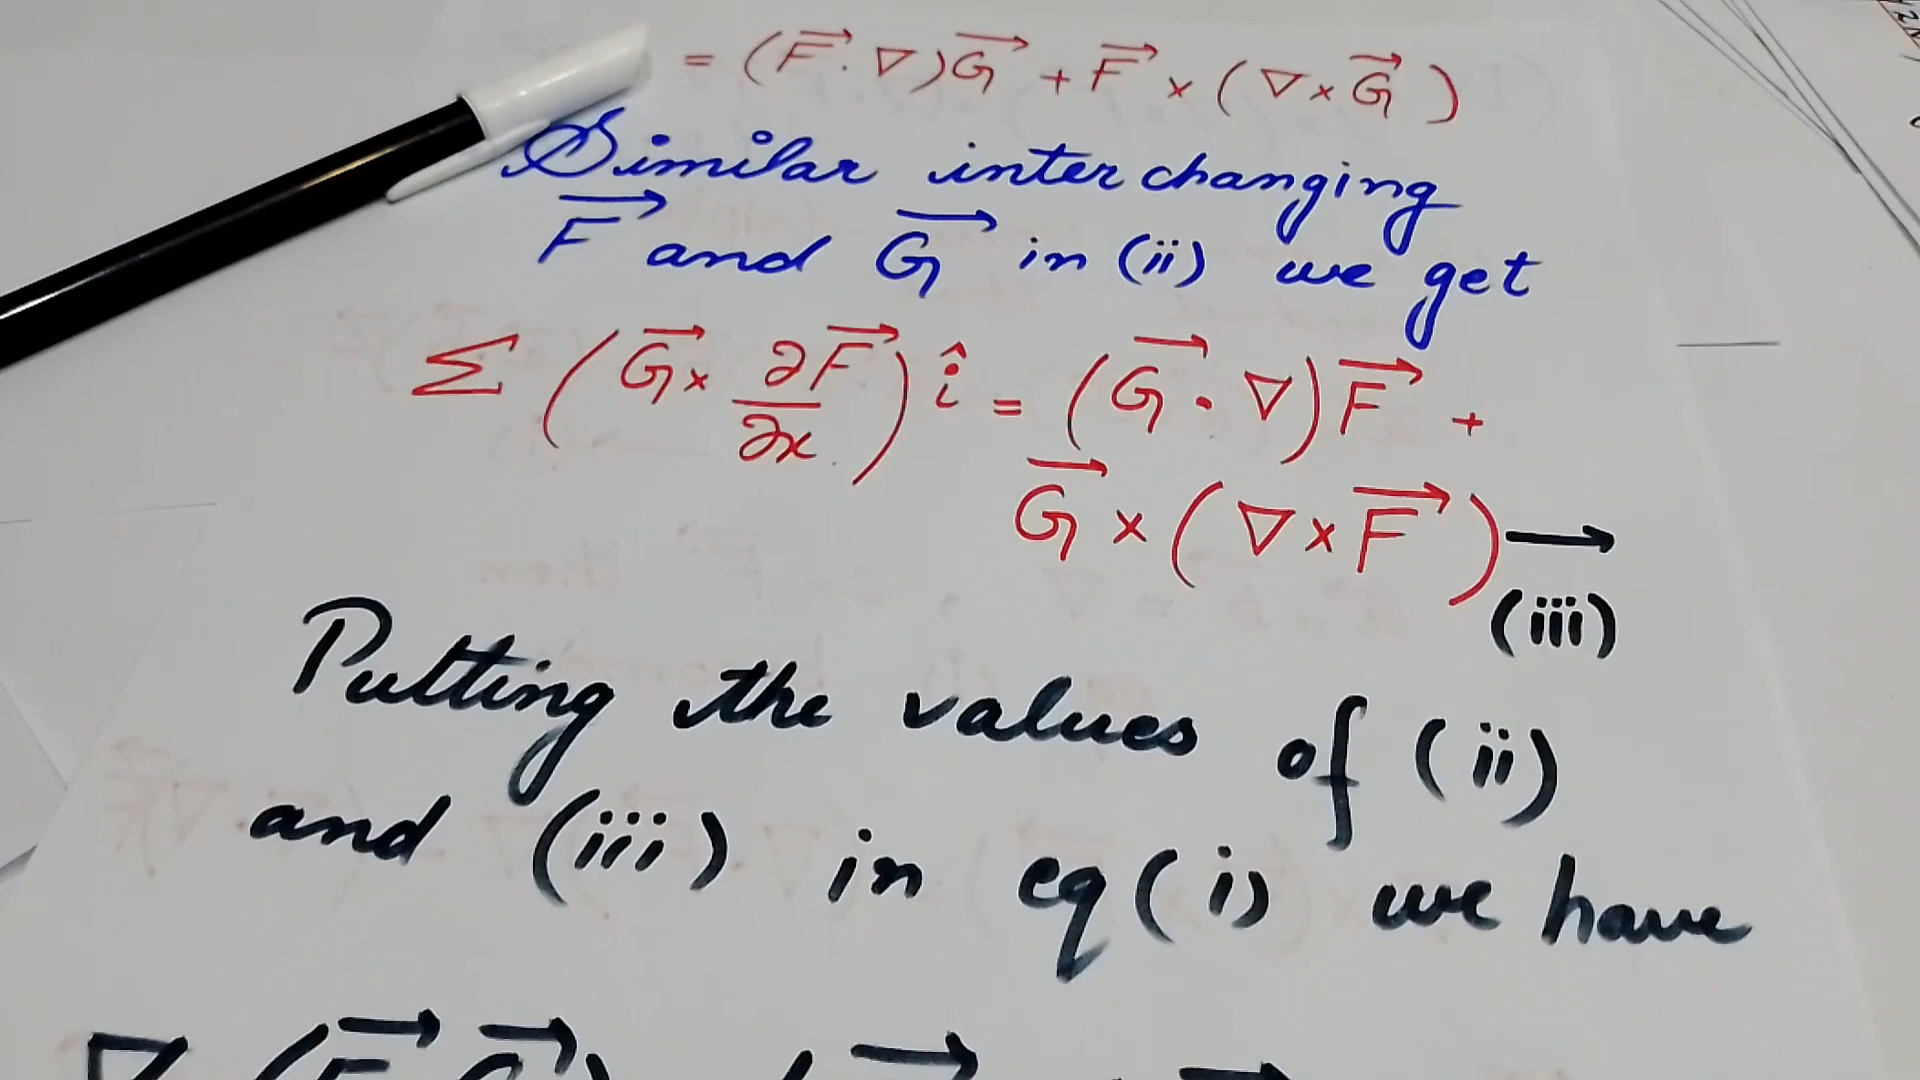 = (F⃗ . ∇) G⃗ + F⃗ × (∇ × G⃗ )
Similar interchanging
F⃗ and G⃗ in (ii) we get
Σ ( G⃗ × ∂F⃗/∂x ) î = (G⃗ . ∇) F⃗ +
G⃗ × ( ∇ × F⃗ ) ⟶
(iii)
Putting the values of (ii)
and (iii) in eq (i) we have